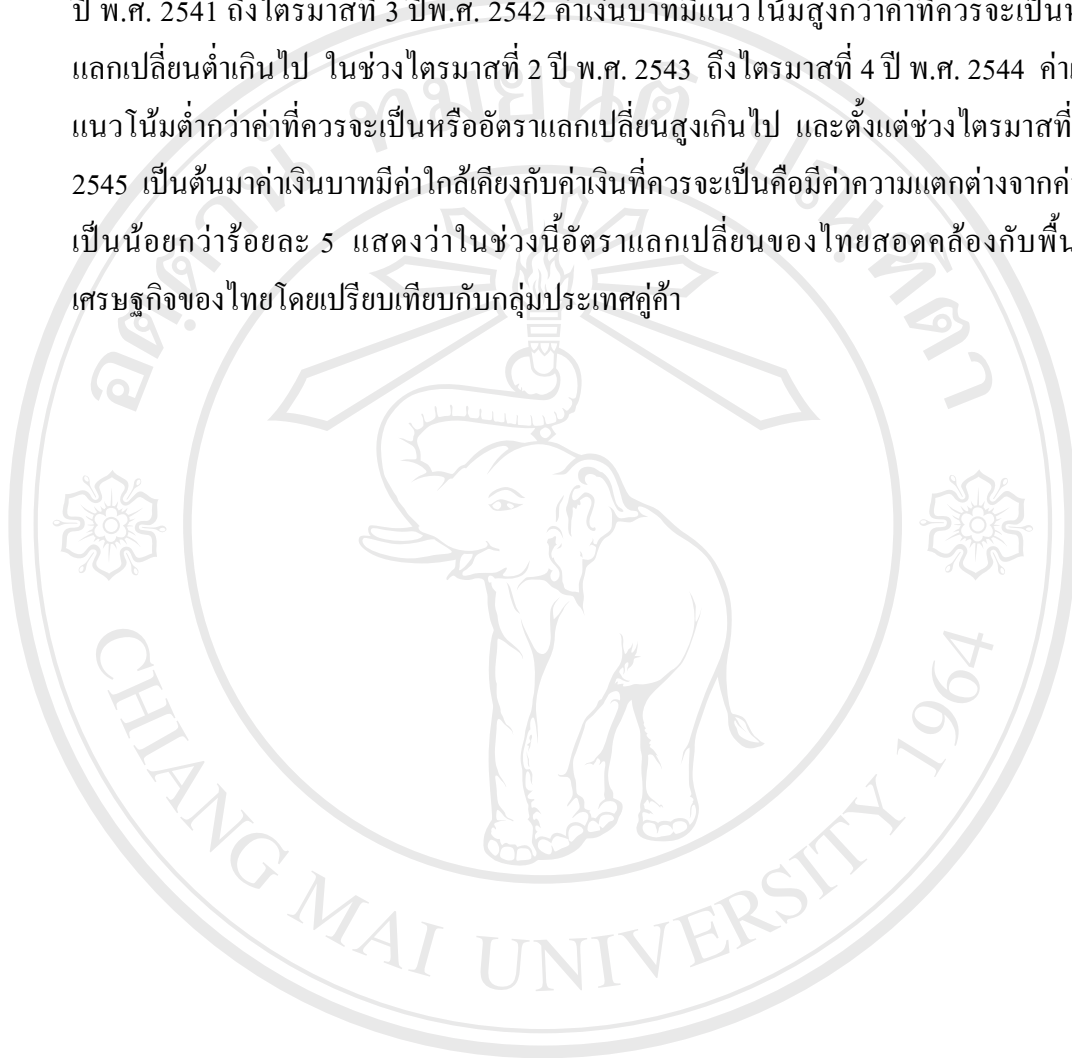 ปี พ.ศ. 2541 ถึงไตรมาสที่ 3 ปีพ.ศ. 2542 ค่าเงินบาทมีแนวโน้มสูงกว่าค่าที่ควรจะเป็น
แลกเปลี่ยนต่ำเกินไป ในช่วงไตรมาสที่ 2 ปี พ.ศ. 2543 ถึงไตรมาสที่ 4 ปี พ.ศ. 2544
แนวโน้มต่ำกว่าค่าที่ควรจะเป็นหรืออัตราแลกเปลี่ยนสูงเกินไป และตั้งแต่ช่วงไตรมาสที่
2545 เป็นต้นมาค่าเงินบาทมีค่าใกล้เคียงกับค่าเงินที่ควรจะเป็นคือมีค่าความแตกต่างจาก
เป็นน้อยกว่าร้อยละ 5 แสดงว่าในช่วงนี้อัตราแลกเปลี่ยนของไทยสอดคล้องกับพื้น
เศรษฐกิจของไทยโดยเปรียบเทียบกับกลุ่มประเทศคู่ค้า
อตฺตานํ ทมยนฺติ ปณฺฑิตา
CHIANG MAI UNIVERSITY 1964